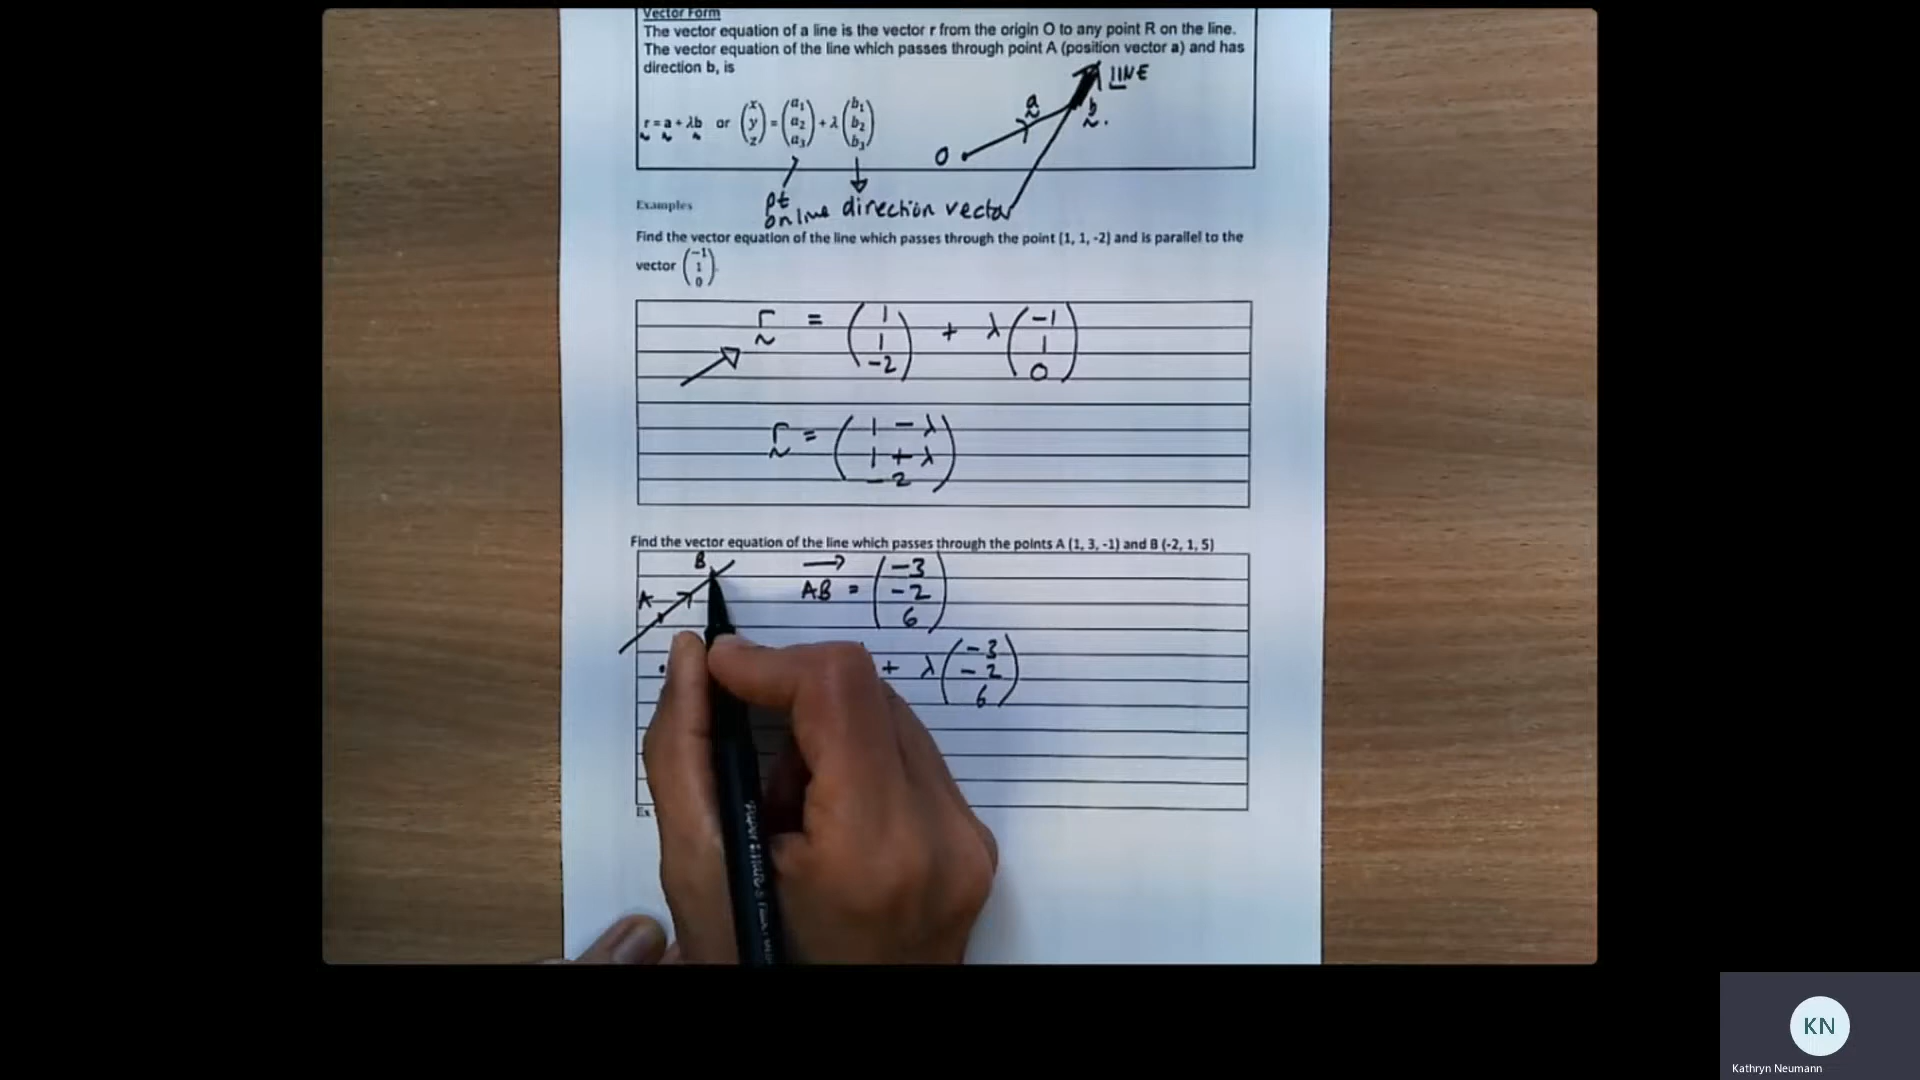 Vector Form
The vector equation of a line is the vector r from the origin O to any point R on the line.
The vector equation of the line which passes through point A (position vector a) and has
direction b, is
LINE
a
b
r = a + λb or (x y z) = (a₁ a₂ a₃) + λ (b₁ b₂ b₃)
O
pt
on line direction vector
Examples
Find the vector equation of the line which passes through the point (1, 1, -2) and is parallel to the
vector (-1 1 0).
r = (1 1 -2) + λ (-1 1 0)
r = (1 - λ 1 + λ -2)
Find the vector equation of the line which passes through the points A (1, 3, -1) and B (-2, 1, 5)
B
A
AB = (-3 -2 6)
+ λ (-3 -2 6)
Ex
KN
Kathryn Neumann